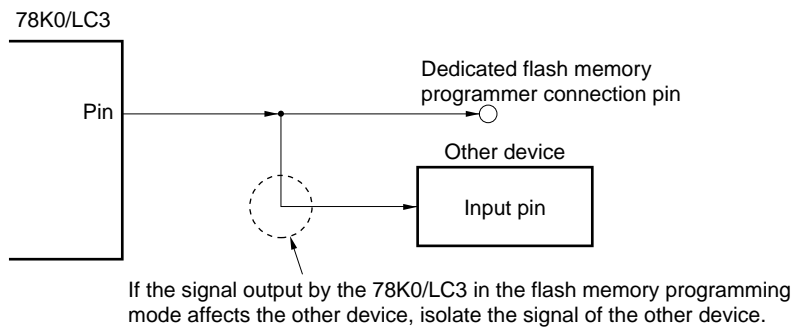 78K0/LC3
Dedicated flash memory
programmer connection pin
Pin
Other device
Input pin
If the signal output by the 78K0/LC3 in the flash memory programming
mode affects the other device, isolate the signal of the other device.